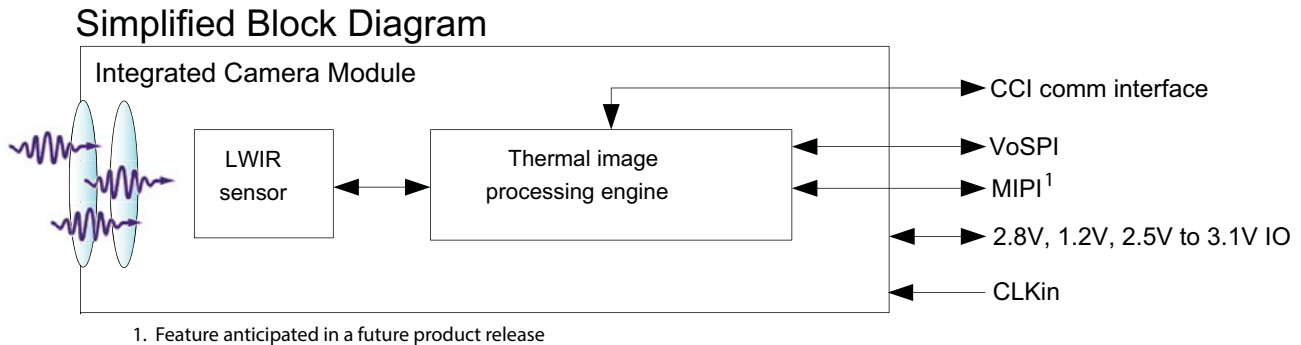 Simplified Block Diagram
Integrated Camera Module
CCI comm interface
LWIR
sensor
Thermal image
processing engine
VoSPI
MIPI1
2.8V, 1.2V, 2.5V to 3.1V IO
CLKin
1. Feature anticipated in a future product release